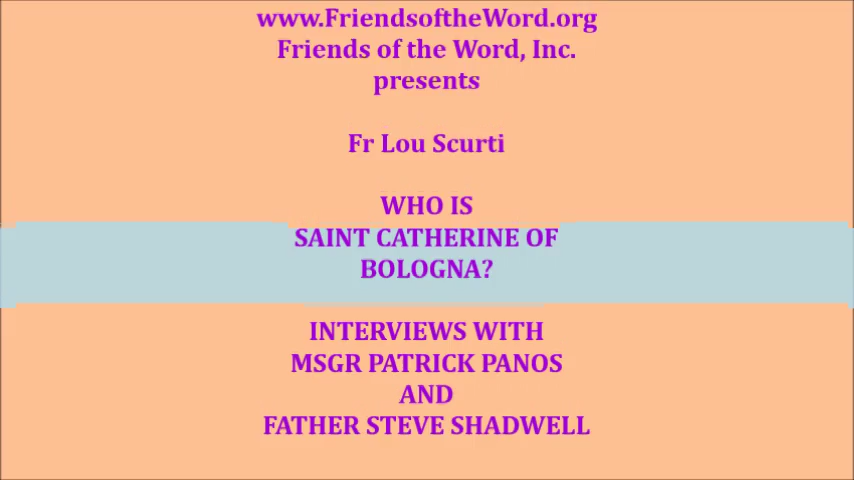 www.FriendsoftheWord.org
Friends of the Word, Inc.
presents
Fr Lou Scurti
WHO IS
SAINT CATHERINE OF
BOLOGNA?
INTERVIEWS WITH
MSGR PATRICK PANOS
AND
FATHER STEVE SHADWELL